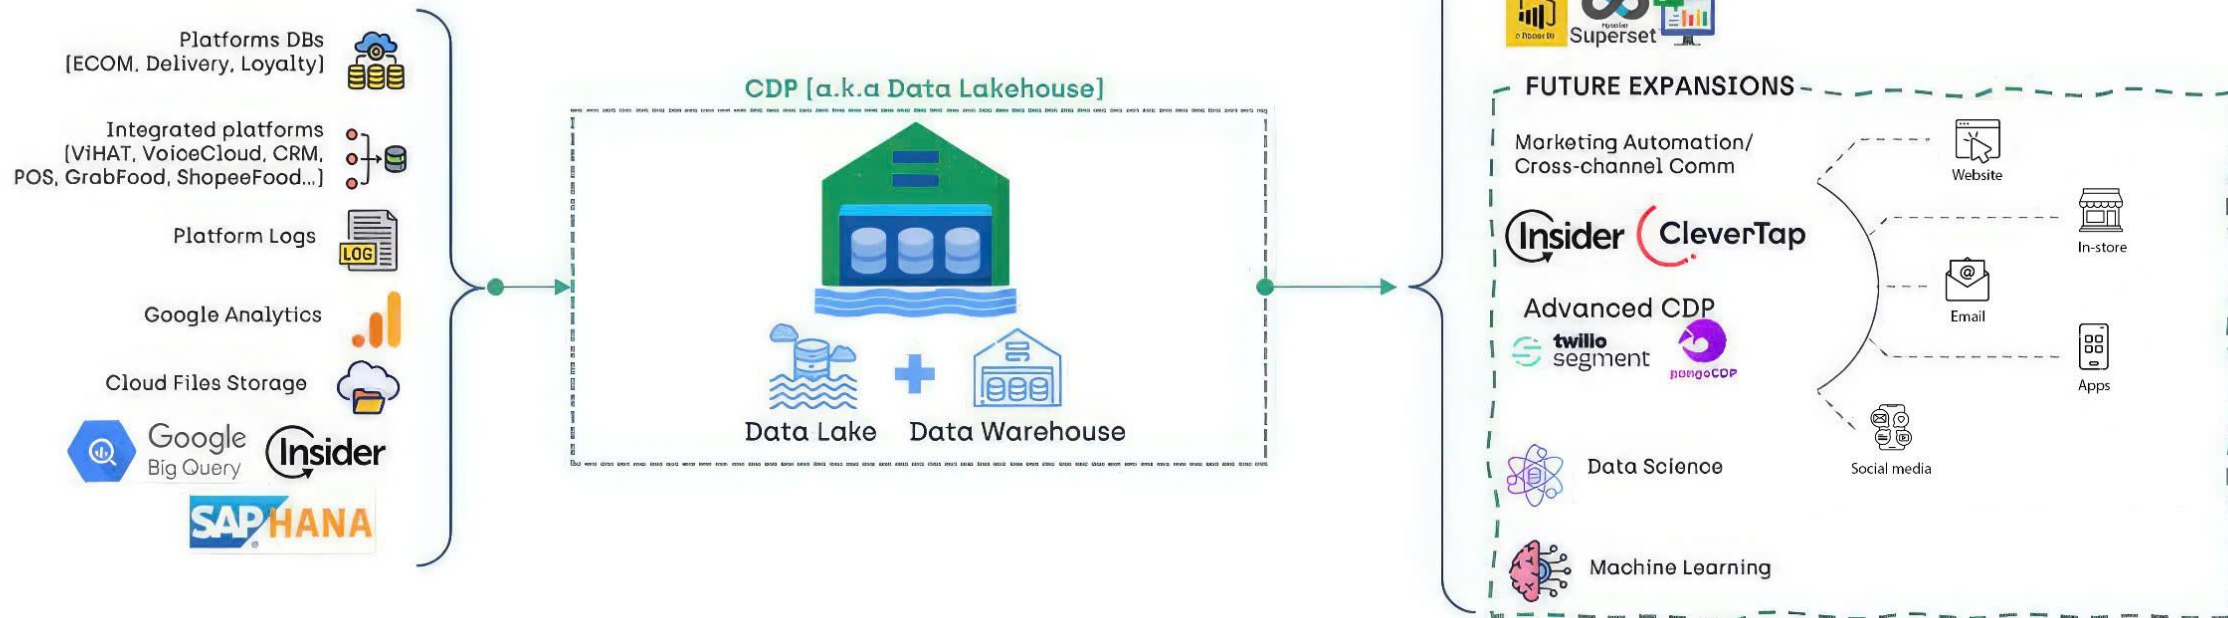 Platforms DBs
[ECOM, Delivery, Loyalty]
Integrated platforms
[ViHAT, VoiceCloud, CRM,
POS, GrabFood, ShopeeFood...]
Platform Logs
LOG
Google Analytics
Cloud Files Storage
Google
Big Query
Insider
SAP HANA
CDP [a.k.a Data Lakehouse]
Data Lake
Data Warehouse
Superset
FUTURE EXPANSIONS
Marketing Automation/
Cross-channel Comm
Insider
CleverTap
Advanced CDP
twilio
segment
pangoCDP
Data Science
Machine Learning
Website
In-store
@
Email
Apps
Social media